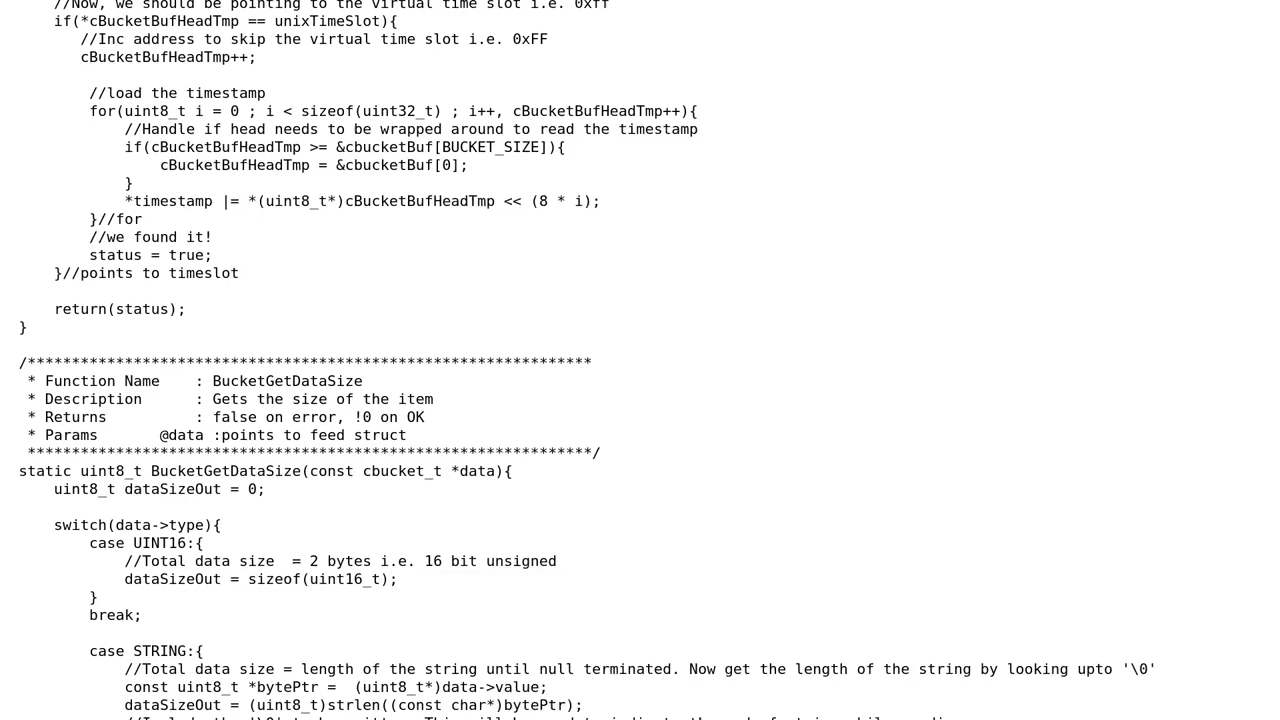 //Now, we should be pointing to the virtual time slot i.e. 0xff
    if(*cBucketBufHeadTmp == unixTimeSlot){
       //Inc address to skip the virtual time slot i.e. 0xFF
       cBucketBufHeadTmp++;

        //load the timestamp
        for(uint8_t i = 0 ; i < sizeof(uint32_t) ; i++, cBucketBufHeadTmp++){
            //Handle if head needs to be wrapped around to read the timestamp
            if(cBucketBufHeadTmp >= &cbucketBuf[BUCKET_SIZE]){
                cBucketBufHeadTmp = &cbucketBuf[0];
            }
            *timestamp |= *(uint8_t*)cBucketBufHeadTmp << (8 * i);
        }//for
        //we found it!
        status = true;
    }//points to timeslot

    return(status);
}

/****************************************************************
 * Function Name    : BucketGetDataSize
 * Description      : Gets the size of the item
 * Returns          : false on error, !0 on OK
 * Params       @data :points to feed struct
 ****************************************************************/
static uint8_t BucketGetDataSize(const cbucket_t *data){
    uint8_t dataSizeOut = 0;

    switch(data->type){
        case UINT16:{
            //Total data size  = 2 bytes i.e. 16 bit unsigned
            dataSizeOut = sizeof(uint16_t);
        }
        break;

        case STRING:{
            //Total data size = length of the string until null terminated. Now get the length of the string by looking upto '\0'
            const uint8_t *bytePtr =  (uint8_t*)data->value;
            dataSizeOut = (uint8_t)strlen((const char*)bytePtr);